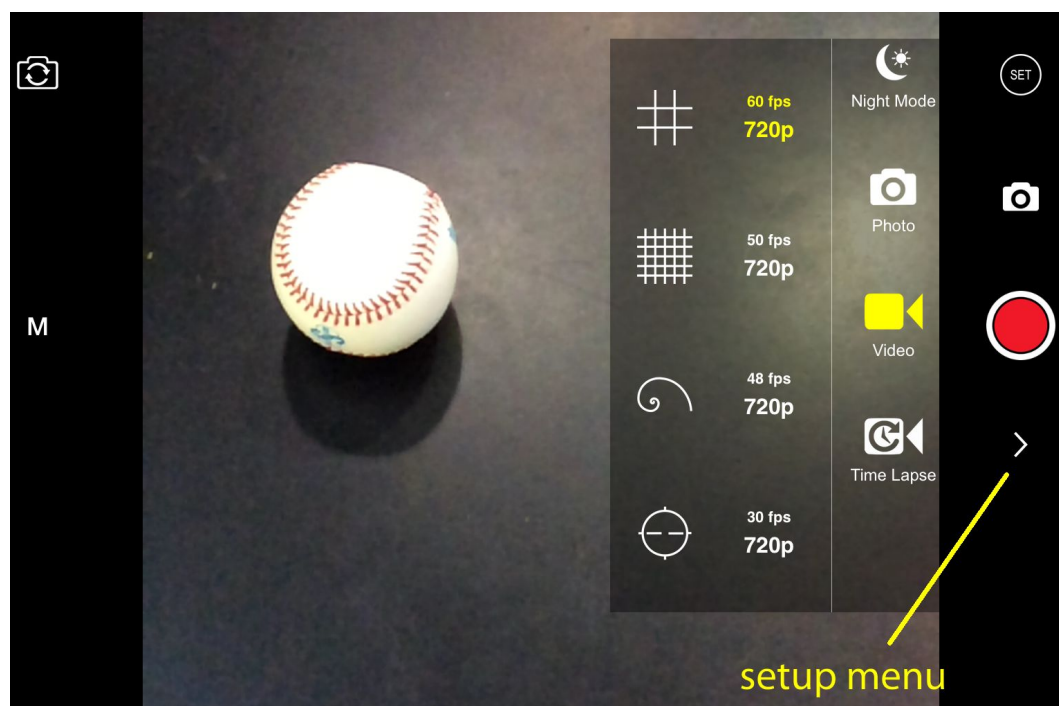 SET
60 fps
720p
Night Mode
Photo
50 fps
720p
M
Video
48 fps
720p
Time Lapse
30 fps
720p
setup menu